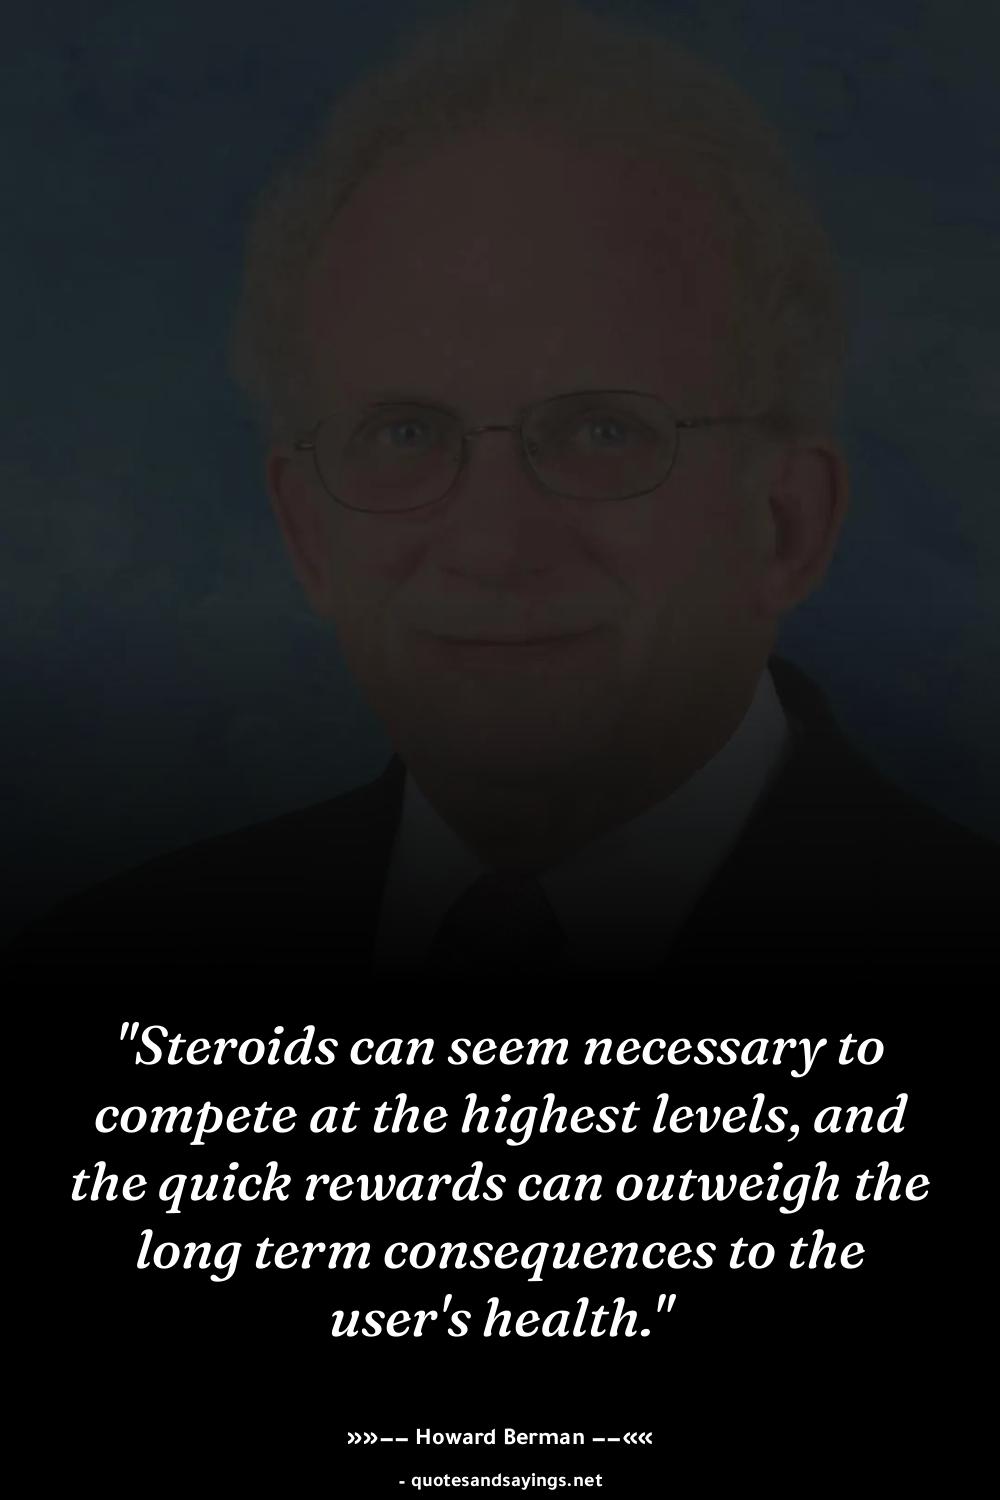 "Steroids can seem necessary to
compete at the highest levels, and
the quick rewards can outweigh the
long term consequences to the
user's health."
»»−− Howard Berman −−««
- quotesandsayings.net